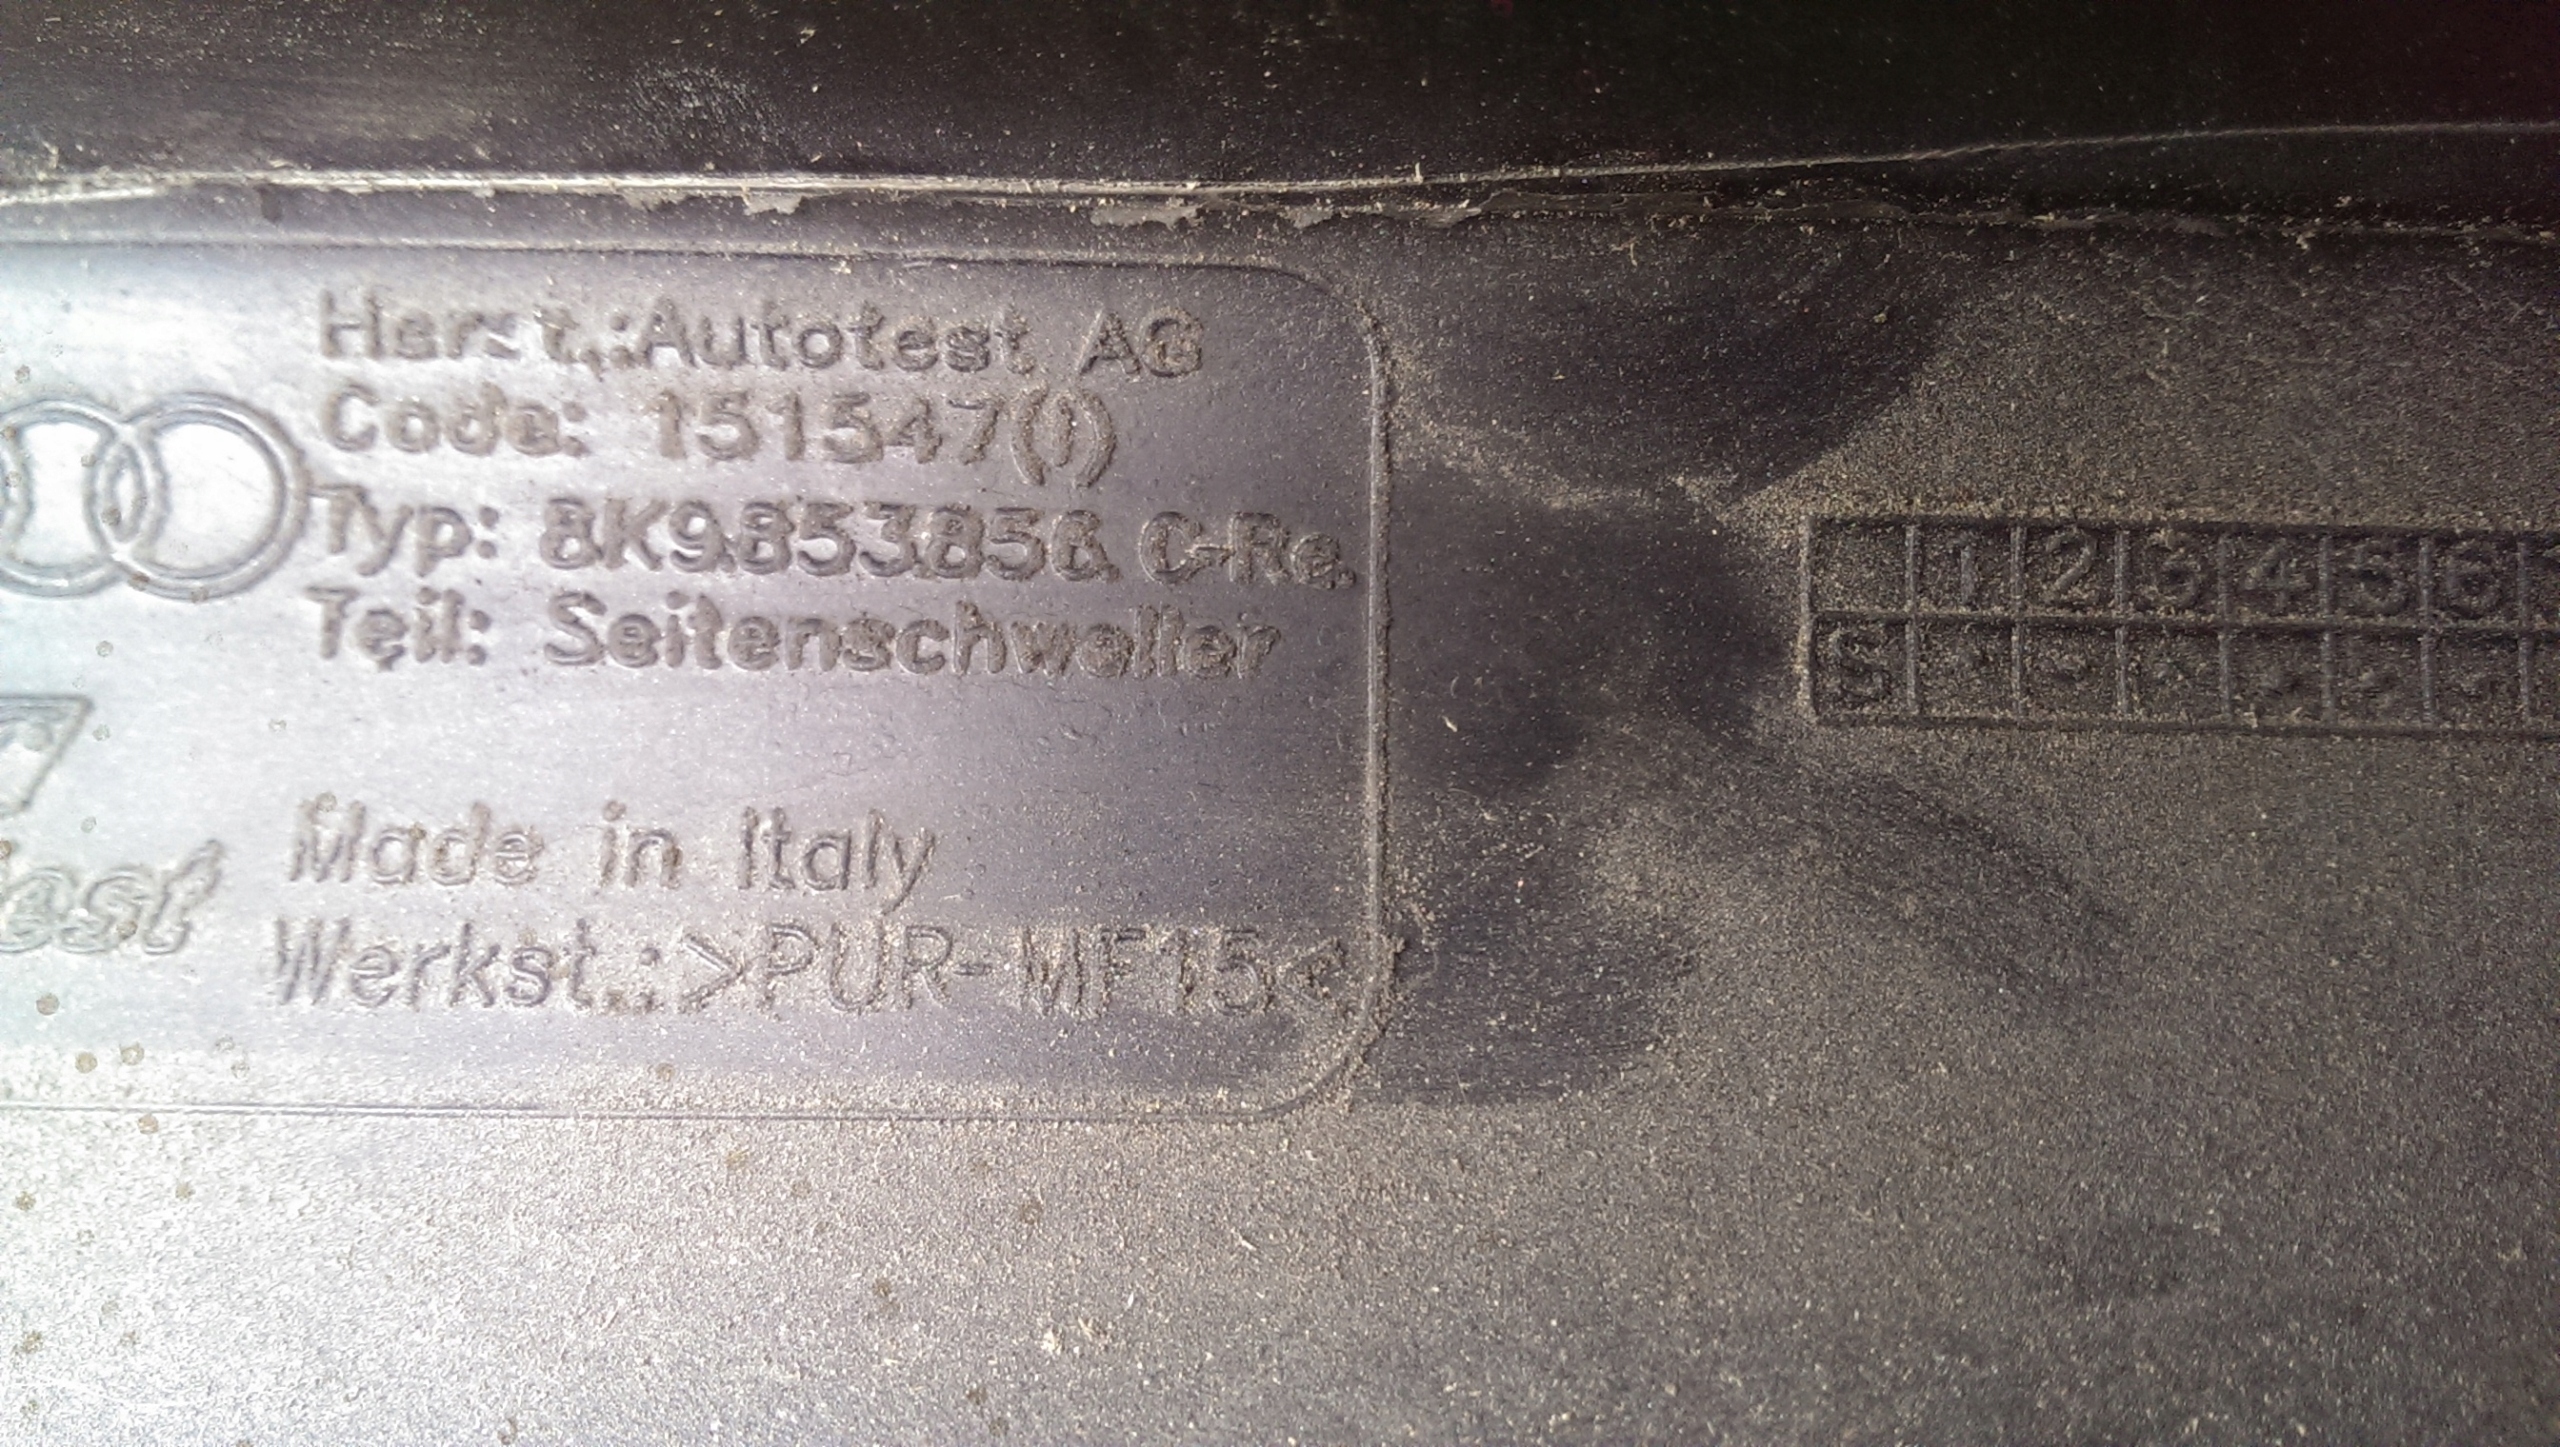 Herst.:Autotest AG
Code: 151547(I)
Typ: 8K9.853.856. C-Re.
Teil: Seitenschweller
Made in Italy
Werkst.:>PUR-MF15<
est
1 2 3 4 5 6
S